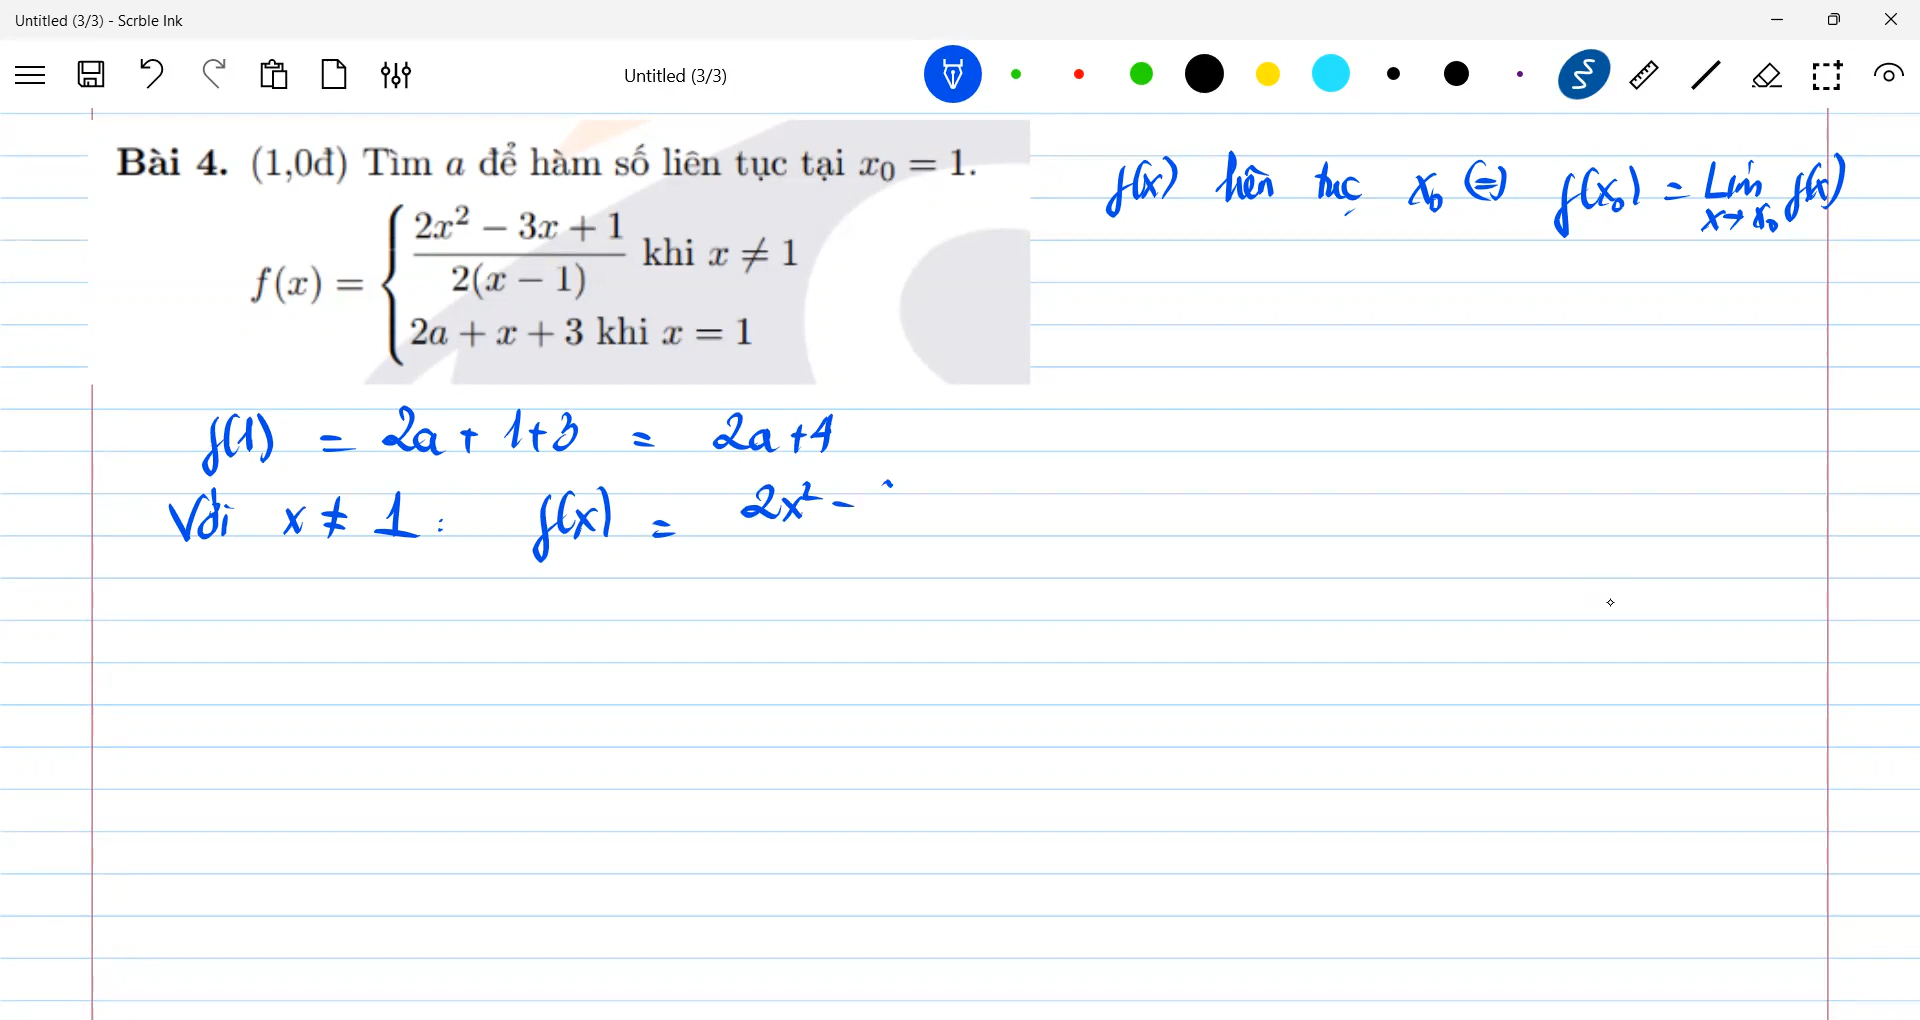 Untitled (3/3) - Scrble Ink
Untitled (3/3)
Bài 4. (1,0đ) Tìm a để hàm số liên tục tại x₀ = 1.
f(x) = { (2x² − 3x + 1)/(2(x − 1)) khi x ≠ 1
2a + x + 3 khi x = 1
f(x) liên tục x₀ (=) f(x₀) = Lim x→x₀ f(x)
f(1) = 2a + 1+3 = 2a+4
Với x ≠ 1 : f(x) = 2x² -